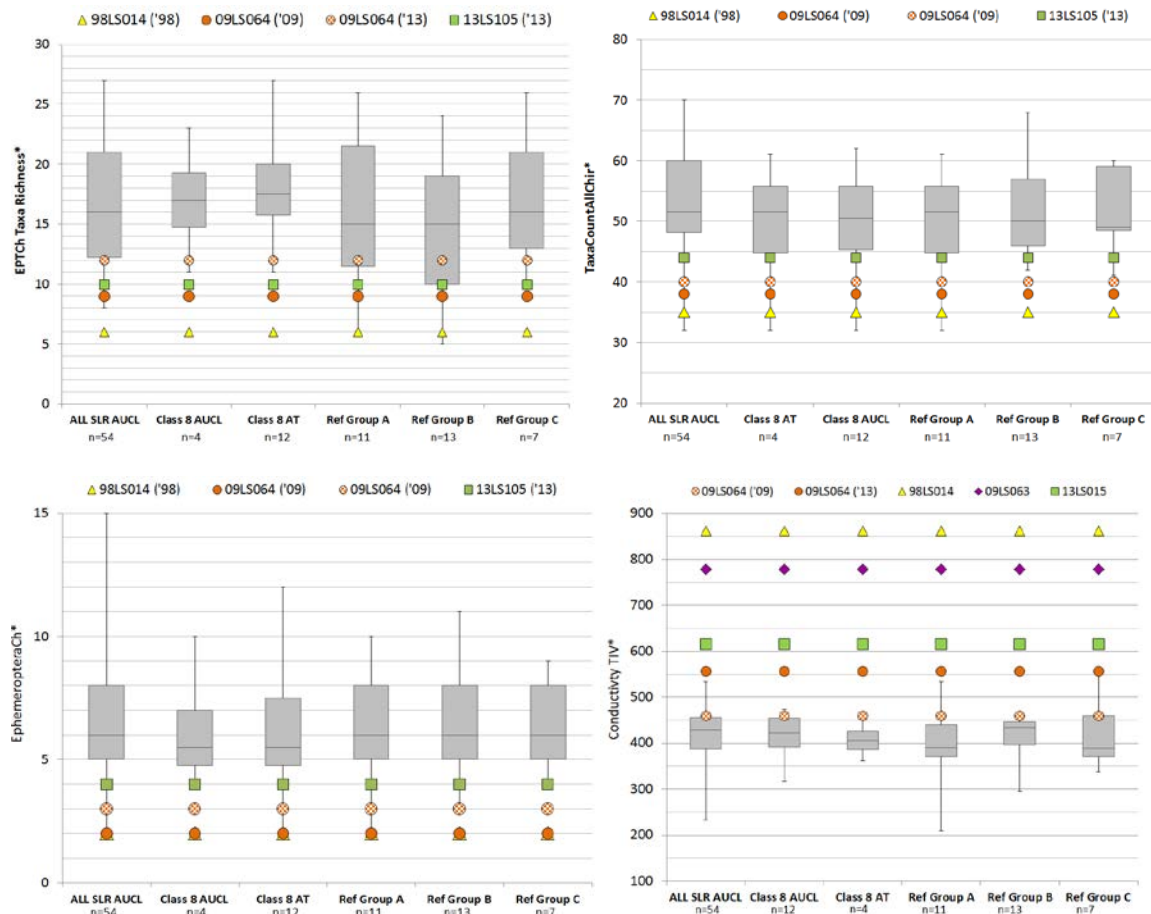 98LS014 ('98) 09LS064 ('09) 09LS064 ('13) 13LS105 ('13)
30
25
20
15
10
5
0
EPTCh Taxa Richness*
ALL SLR AUCL Class 8 AUCL Class 8 AT Ref Group A Ref Group B Ref Group C
n=54 n=4 n=12 n=11 n=13 n=7
98LS014 ('98) 09LS064 ('09) 09LS064 ('09) 13LS105 ('13)
80
70
60
50
40
30
20
TaxaCountAllChir*
ALL SLR AUCL Class 8 AT Class 8 AUCL Ref Group A Ref Group B Ref Group C
n=54 n=4 n=12 n=11 n=13 n=7
98LS014 ('98) 09LS064 ('09) 09LS064 ('09) 13LS105 ('13)
15
10
5
0
EphemeropteraCh*
ALL SLR AUCL Class 8 AUCL Class 8 AT Ref Group A Ref Group B Ref Group C
n=54 n=4 n=12 n=11 n=13 n=7
09LS064 ('09) 09LS064 ('13) 98LS014 09LS063 13LS015
900
800
700
600
500
400
300
200
100
Conductivty TIV*
ALL SLR AUCL Class 8 AUCL Class 8 AT Ref Group A Ref Group B Ref Group C
n=54 n=12 n=4 n=11 n=13 n=7